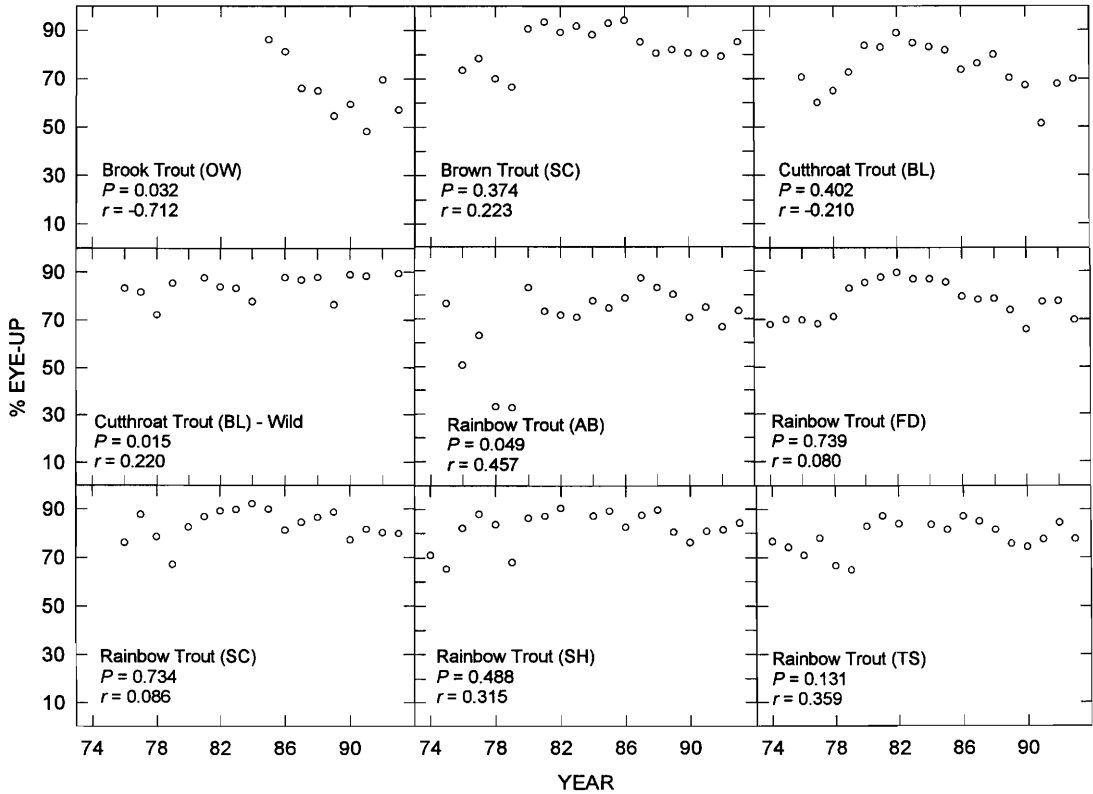 90
70
50
30
10
Brook Trout (OW)
P = 0.032
r = -0.712
Brown Trout (SC)
P = 0.374
r = 0.223
Cutthroat Trout (BL)
P = 0.402
r = -0.210
% EYE-UP
90
70
50
30
10
Cutthroat Trout (BL) - Wild
P = 0.015
r = 0.220
Rainbow Trout (AB)
P = 0.049
r = 0.457
Rainbow Trout (FD)
P = 0.739
r = 0.080
90
70
50
30
10
Rainbow Trout (SC)
P = 0.734
r = 0.086
Rainbow Trout (SH)
P = 0.488
r = 0.315
Rainbow Trout (TS)
P = 0.131
r = 0.359
74 78 82 86 90
74 78 82 86 90
74 78 82 86 90
YEAR